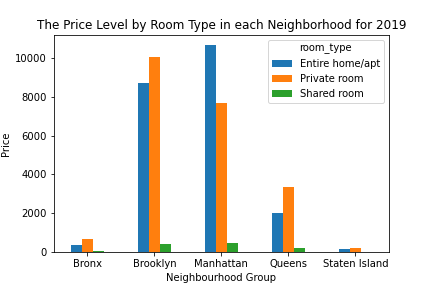 The Price Level by Room Type in each Neighborhood for 2019
room_type
Entire home/apt
Private room
Shared room
Price
10000
8000
6000
4000
2000
0
Bronx Brooklyn Manhattan Queens Staten Island
Neighbourhood Group